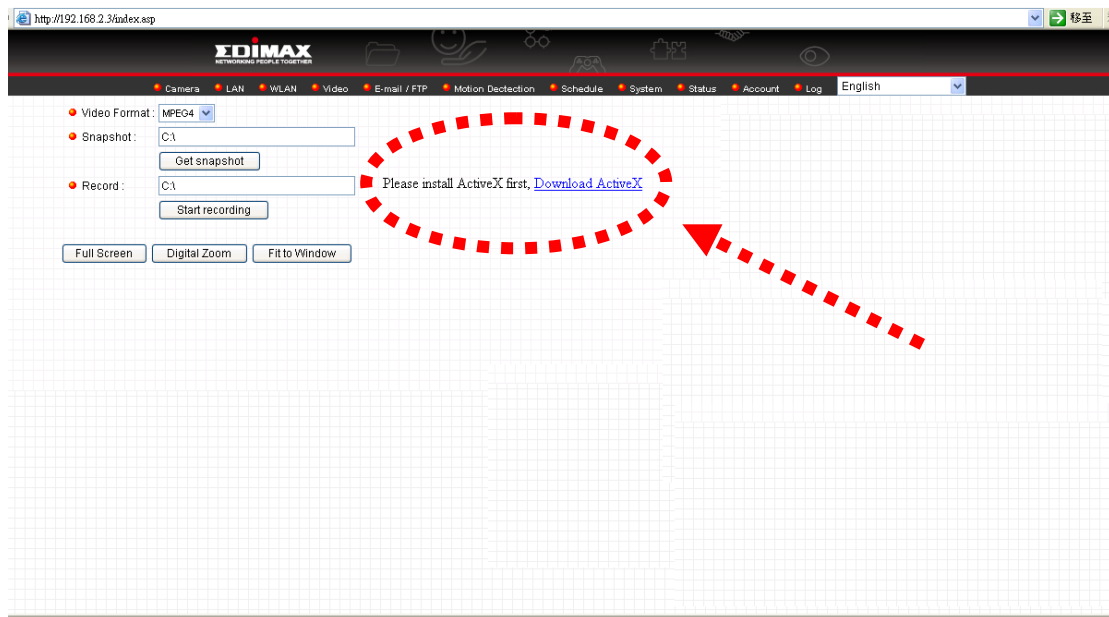 http://192.168.2.3/index.asp 移至
EDIMAX
NETWORKING PEOPLE TOGETHER
Camera LAN WLAN Video E-mail / FTP Motion Dectection Schedule System Status Account Log English
Video Format : MPEG4
Snapshot : C:\
Get snapshot
Record : C:\
Start recording
Please install ActiveX first, Download ActiveX
Full Screen Digital Zoom Fit to Window